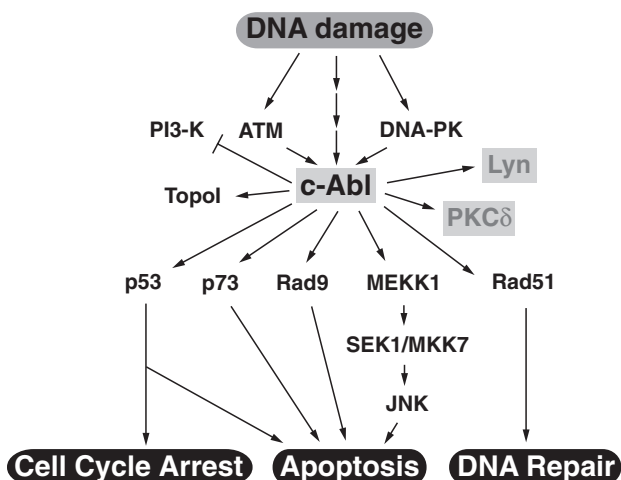 DNA damage
PI3-K ATM DNA-PK
c-Abl Lyn
TopoI PKCδ
p53 p73 Rad9 MEKK1 Rad51
SEK1/MKK7
JNK
Cell Cycle Arrest Apoptosis DNA Repair